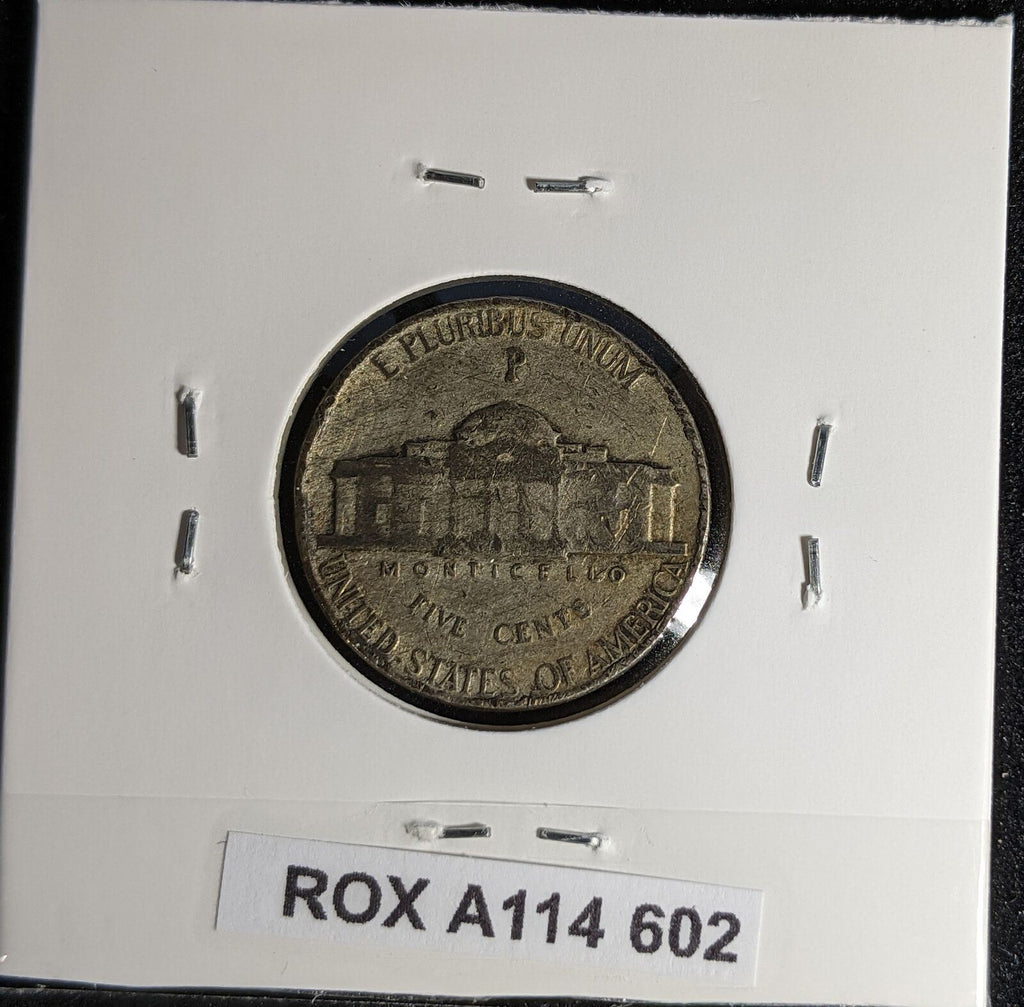 E PLURIBUS UNUM
P
MONTICELLO
FIVE CENTS
UNITED STATES OF AMERICA
ROX A114 602